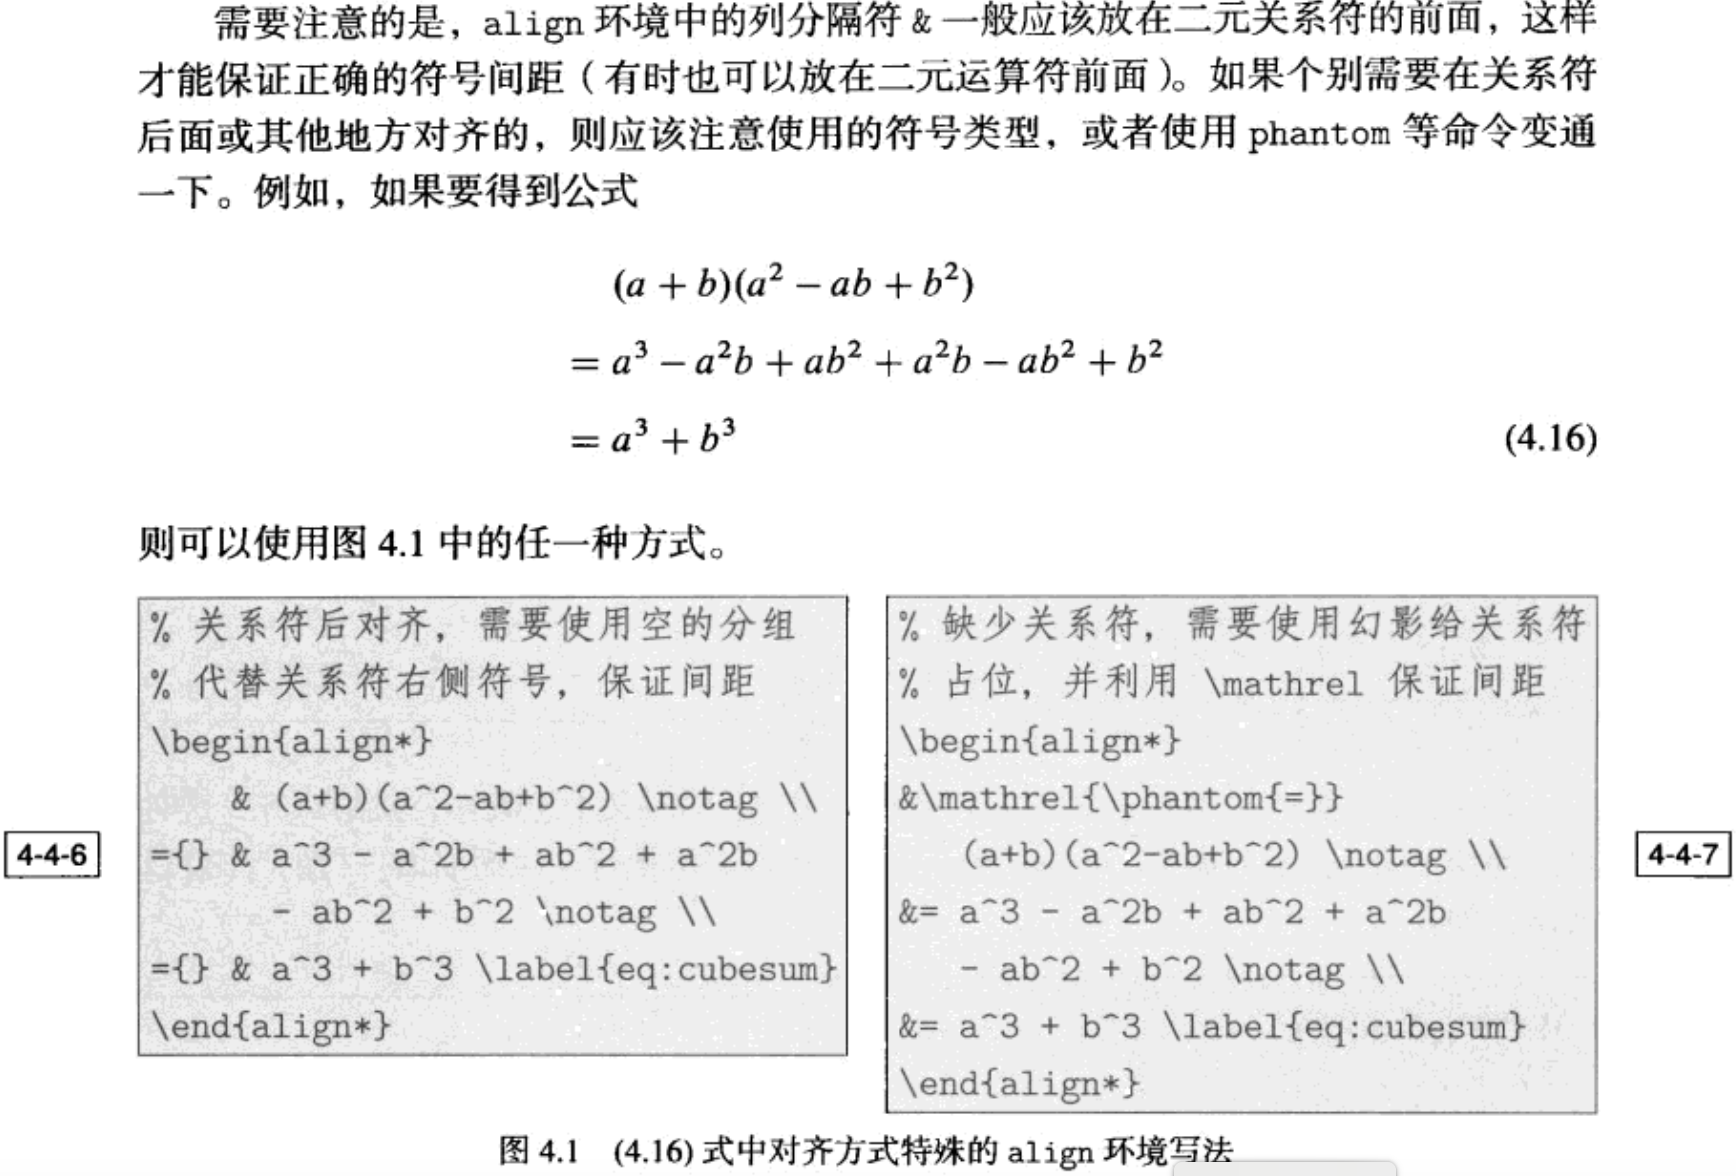 需要注意的是，align 环境中的列分隔符 & 一般应该放在二元关系符的前面，这样
才能保证正确的符号间距（有时也可以放在二元运算符前面）。如果个别需要在关系符
后面或其他地方对齐的，则应该注意使用的符号类型，或者使用 phantom 等命令变通
一下。例如，如果要得到公式
(a + b)(a² − ab + b²)
= a³ − a²b + ab² + a²b − ab² + b²
= a³ + b³ (4.16)
则可以使用图 4.1 中的任一种方式。
% 关系符后对齐，需要使用空的分组
% 代替关系符右侧符号，保证间距
\begin{align*}
& (a+b)(a^2-ab+b^2) \notag \\
={} & a^3 - a^2b + ab^2 + a^2b
- ab^2 + b^2 \notag \\
={} & a^3 + b^3 \label{eq:cubesum}
\end{align*}
4-4-6
% 缺少关系符，需要使用幻影给关系符
% 占位，并利用 \mathrel 保证间距
\begin{align*}
&\mathrel{\phantom{=}}
(a+b)(a^2-ab+b^2) \notag \\
&= a^3 - a^2b + ab^2 + a^2b
- ab^2 + b^2 \notag \\
&= a^3 + b^3 \label{eq:cubesum}
\end{align*}
4-4-7
图 4.1 (4.16) 式中对齐方式特殊的 align 环境写法